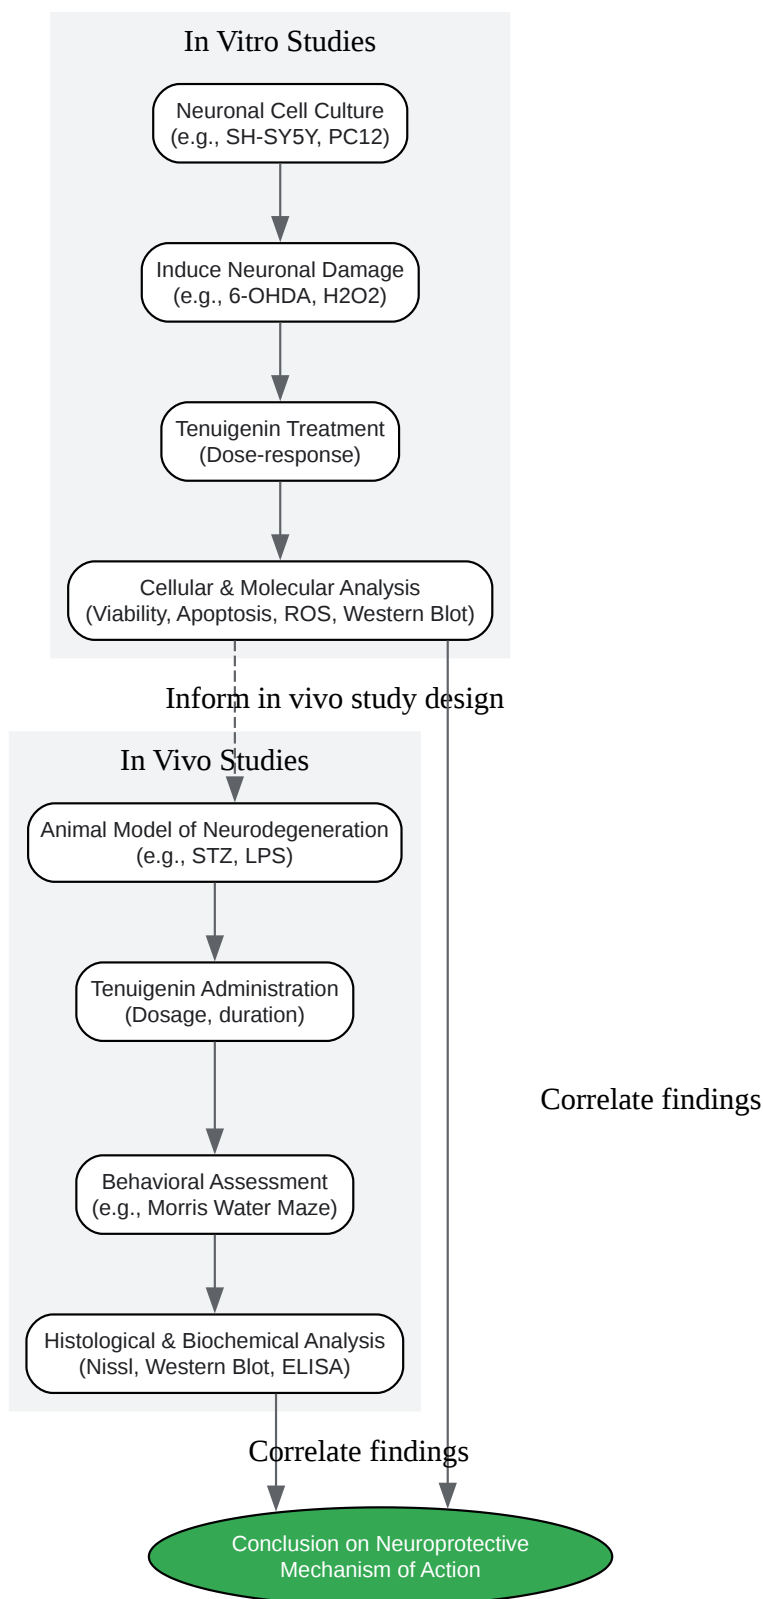 In Vitro Studies
Neuronal Cell Culture
(e.g., SH-SY5Y, PC12)
Induce Neuronal Damage
(e.g., 6-OHDA, H2O2)
Tenuigenin Treatment
(Dose-response)
Cellular & Molecular Analysis
(Viability, Apoptosis, ROS, Western Blot)
Inform in vivo study design
In Vivo Studies
Animal Model of Neurodegeneration
(e.g., STZ, LPS)
Tenuigenin Administration
(Dosage, duration)
Correlate findings
Behavioral Assessment
(e.g., Morris Water Maze)
Histological & Biochemical Analysis
(Nissl, Western Blot, ELISA)
Correlate findings
Conclusion on Neuroprotective
Mechanism of Action